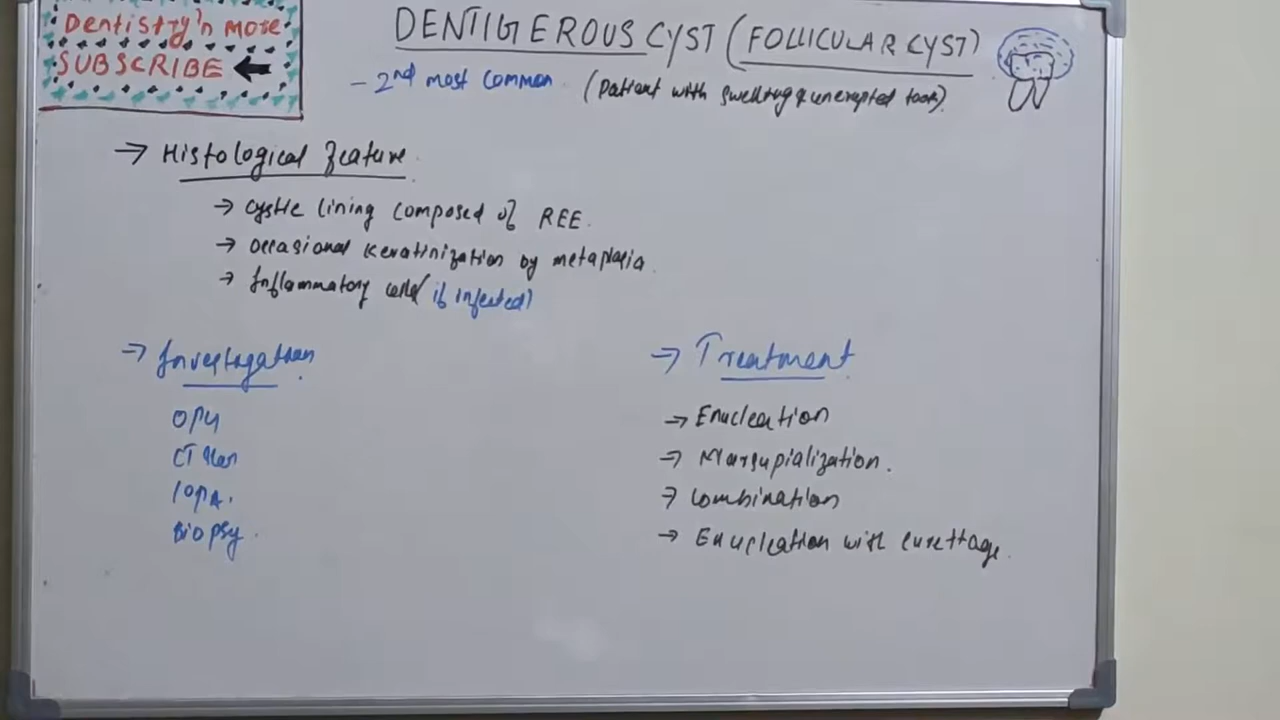 Dentistry'n more
SUBSCRIBE
DENTIGEROUS CYST (FOLLICULAR CYST)
- 2nd most common (Patient with swelling & unerupted tooth)
→ Histological feature
→ cystic lining composed of REE.
→ occasional keratinization by metaplasia.
→ Inflammatory cells (if infected)
→ Investigation
OPG
CT scan
IOPA.
Biopsy.
→ Treatment
→ Enucleation
→ Marsupialization.
→ Combination
→ Enucleation with curettage.